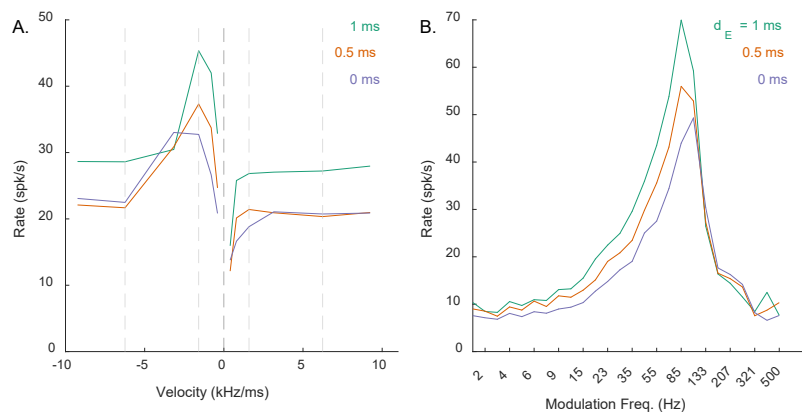 A.
50
40
30
20
10
0
Rate (spk/s)
-10
-5
0
5
10
Velocity (kHz/ms)
1 ms
0.5 ms
0 ms
B.
70
60
50
40
30
20
10
0
Rate (spk/s)
2
4
6
9
15
23
35
55
85
133
207
321
500
Modulation Freq. (Hz)
d E = 1 ms
0.5 ms
0 ms